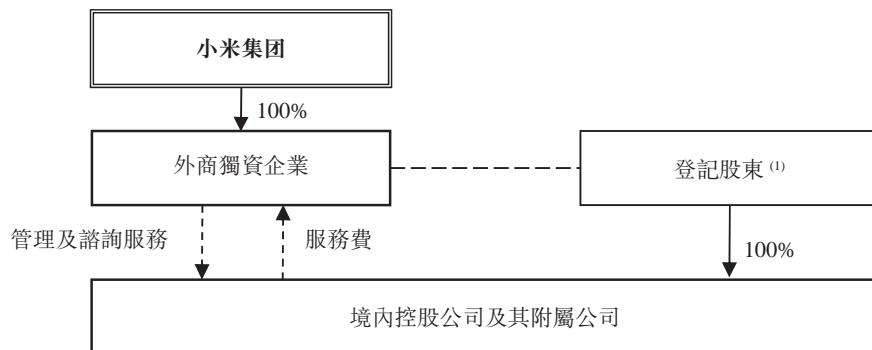 小米集团
100%
外商獨資企業
登記股東 (1)
管理及諮詢服務
服務費
100%
境內控股公司及其附屬公司